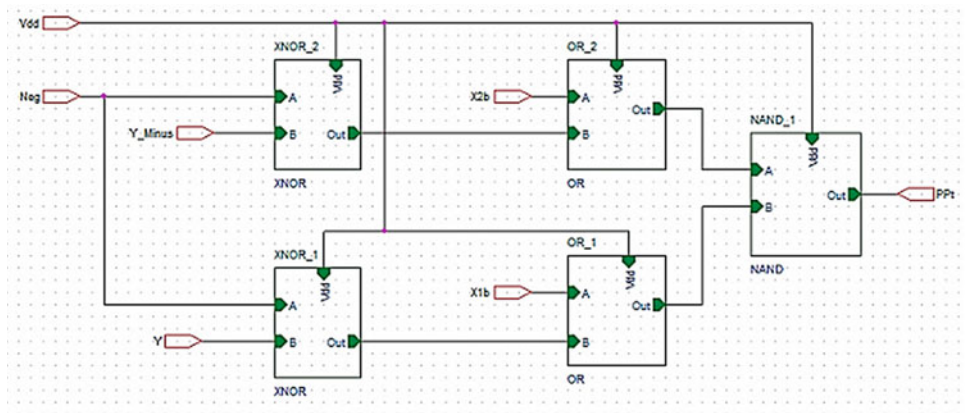 Vdd
XNOR_2
OR_2
Vdd
Vdd
Neg
A
X2b
A
Out
Y_Minus
B
Out
B
NAND_1
Vdd
XNOR
OR
A
Out
PPt
B
XNOR_1
OR_1
NAND
Vdd
Vdd
A
X1b
A
Out
Y
B
Out
B
XNOR
OR